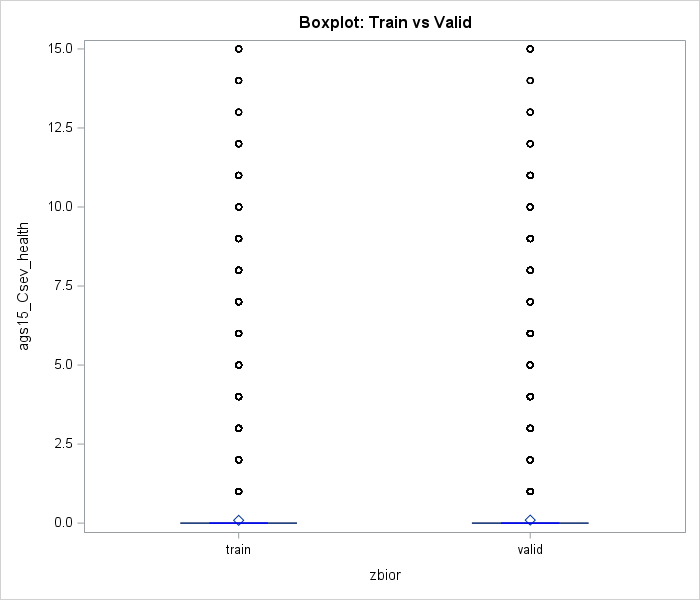 Boxplot: Train vs Valid
15.0
12.5
10.0
7.5
5.0
2.5
0.0
ags15_Csev_health
train
valid
zbior